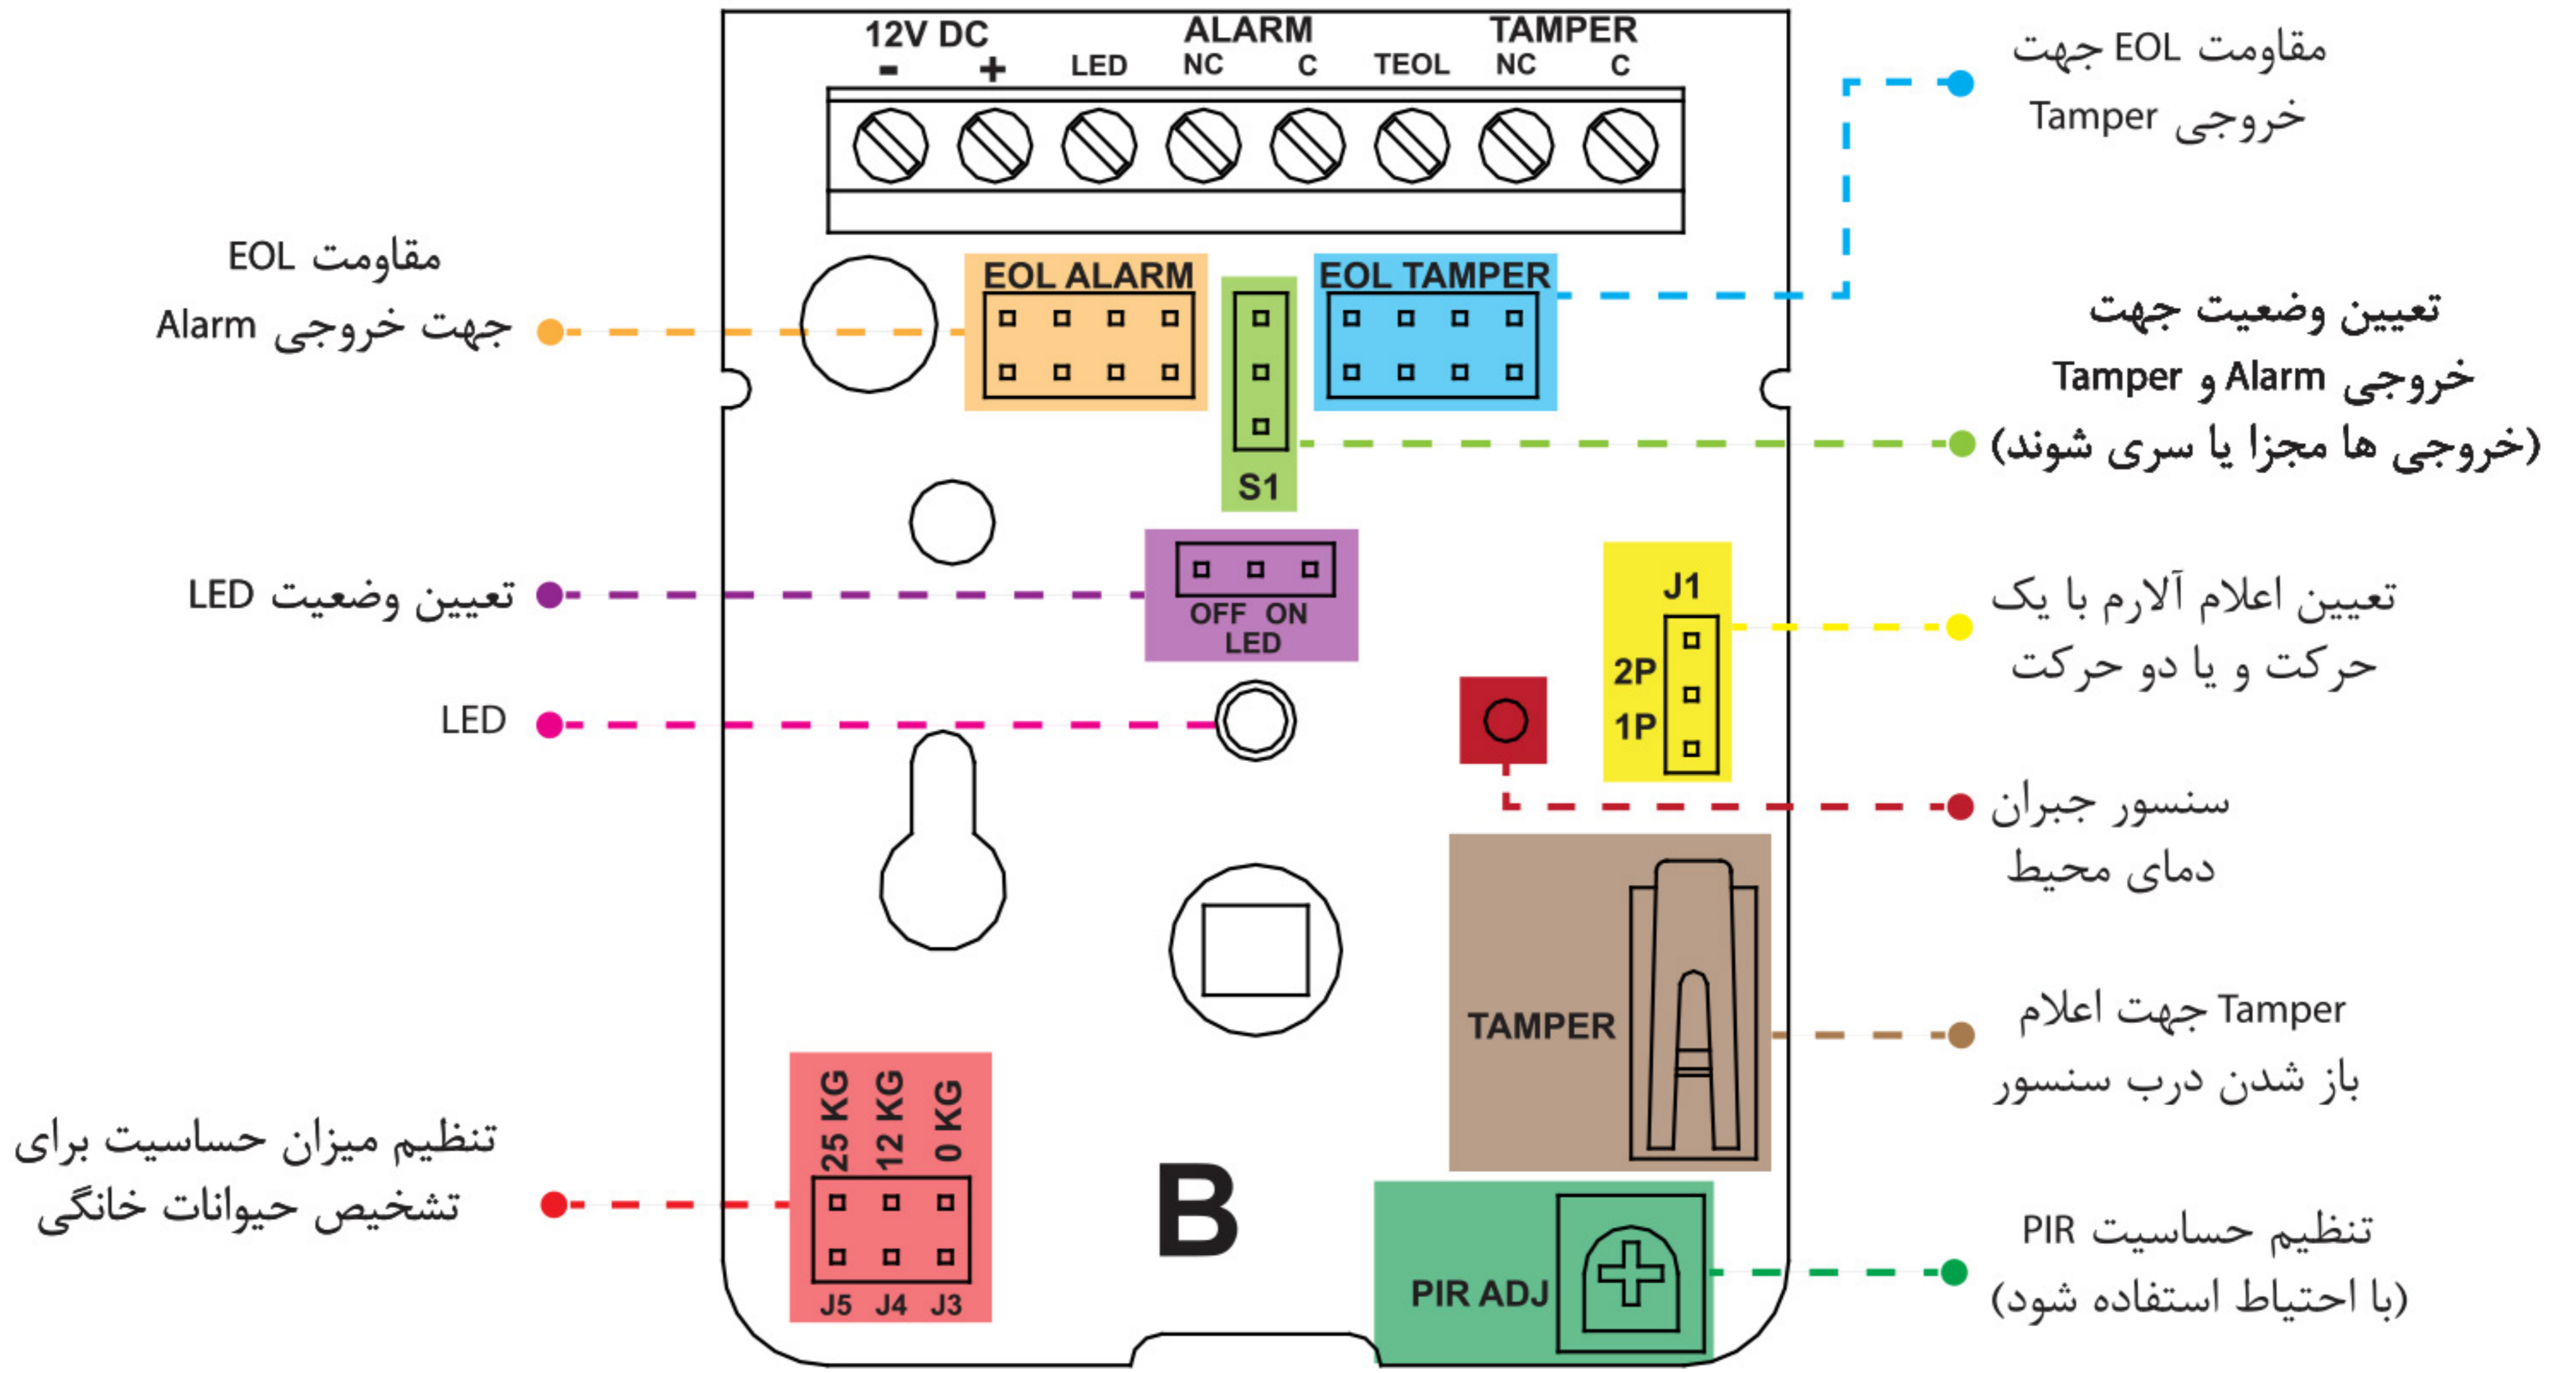 12V DC
ALARM
TAMPER
- + LED NC C TEOL NC C
مقاومت EOL جهت
خروجی Tamper
مقاومت EOL
جهت خروجی Alarm
EOL ALARM
EOL TAMPER
S1
تعیین وضعیت جهت
خروجی Alarm و Tamper
(خروجی ها مجزا یا سری شوند)
تعیین وضعیت LED
OFF ON
LED
J1
2P
1P
تعیین اعلام آلارم با یک
حرکت و یا دو حرکت
LED
سنسور جبران
دمای محیط
TAMPER
Tamper جهت اعلام
باز شدن درب سنسور
تنظیم میزان حساسیت برای
تشخیص حیوانات خانگی
25 KG
12 KG
0 KG
J5 J4 J3
B
PIR ADJ
تنظیم حساسیت PIR
(با احتیاط استفاده شود)